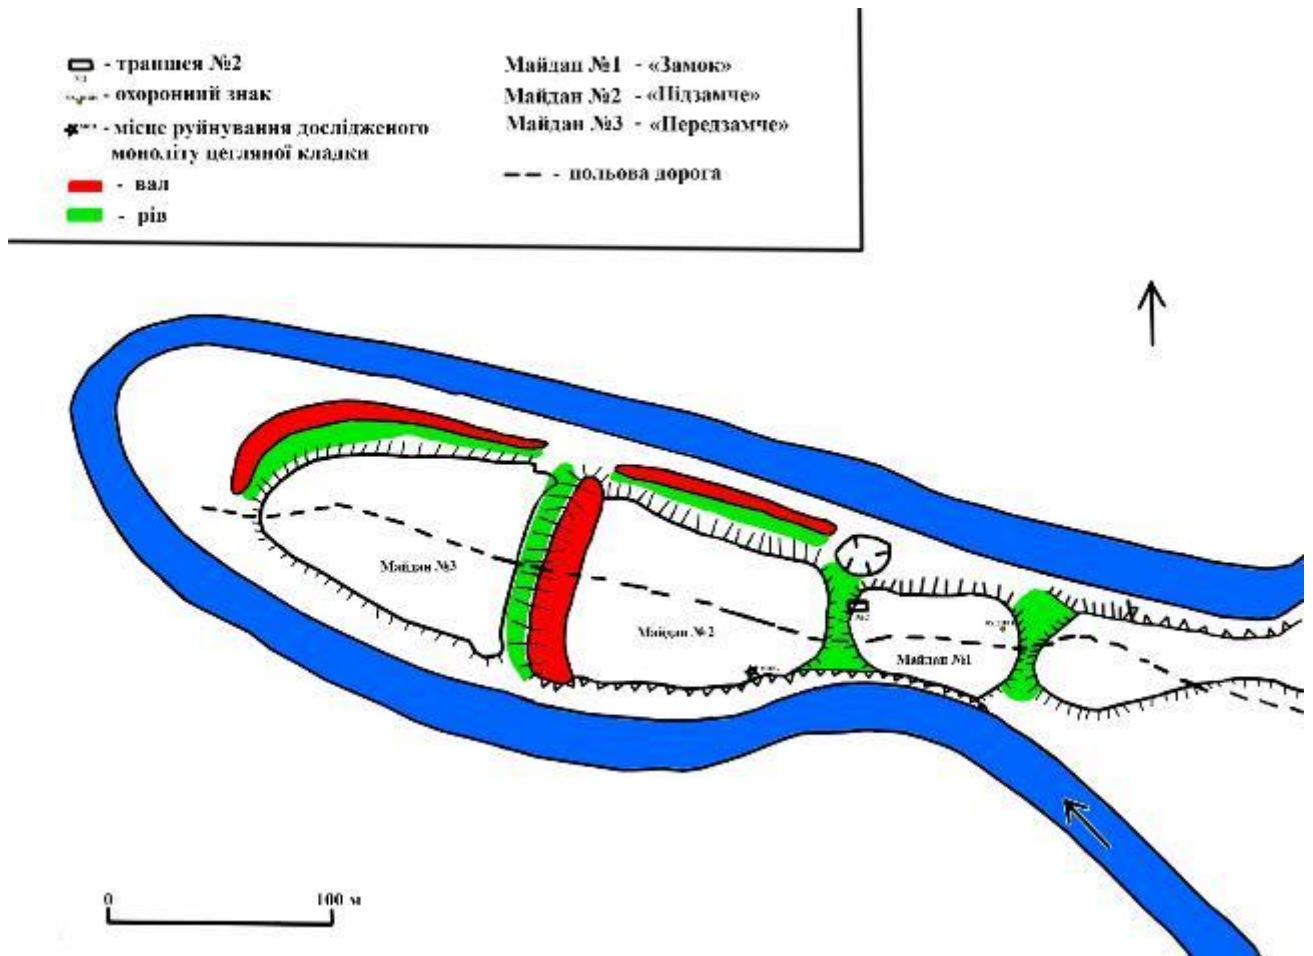 - траншея №2
- охоронний знак
- місце руйнування дослідженого
моноліту цегляної кладки
- вал
- рів
Майдан №1 - «Замок»
Майдан №2 - «Підзамче»
Майдан №3 - «Передзамче»
- польова дорога
Майдан №3
Майдан №2
Майдан №1
0 100 м